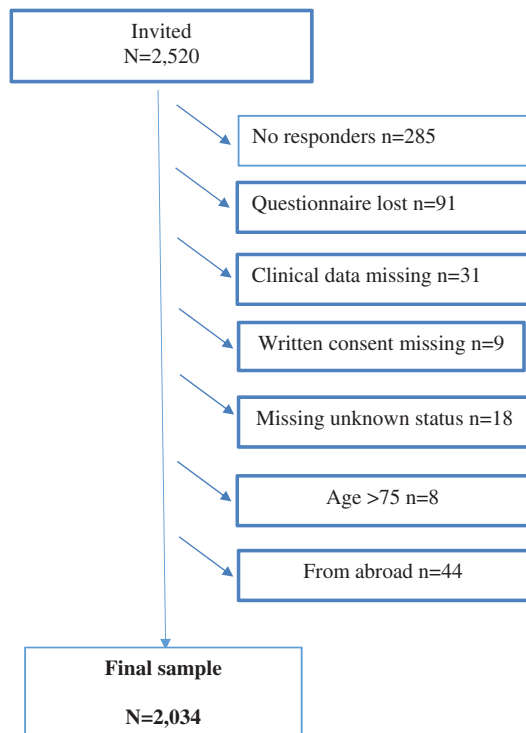 Invited
N=2,520
No responders n=285
Questionnaire lost n=91
Clinical data missing n=31
Written consent missing n=9
Missing unknown status n=18
Age >75 n=8
From abroad n=44
Final sample
N=2,034